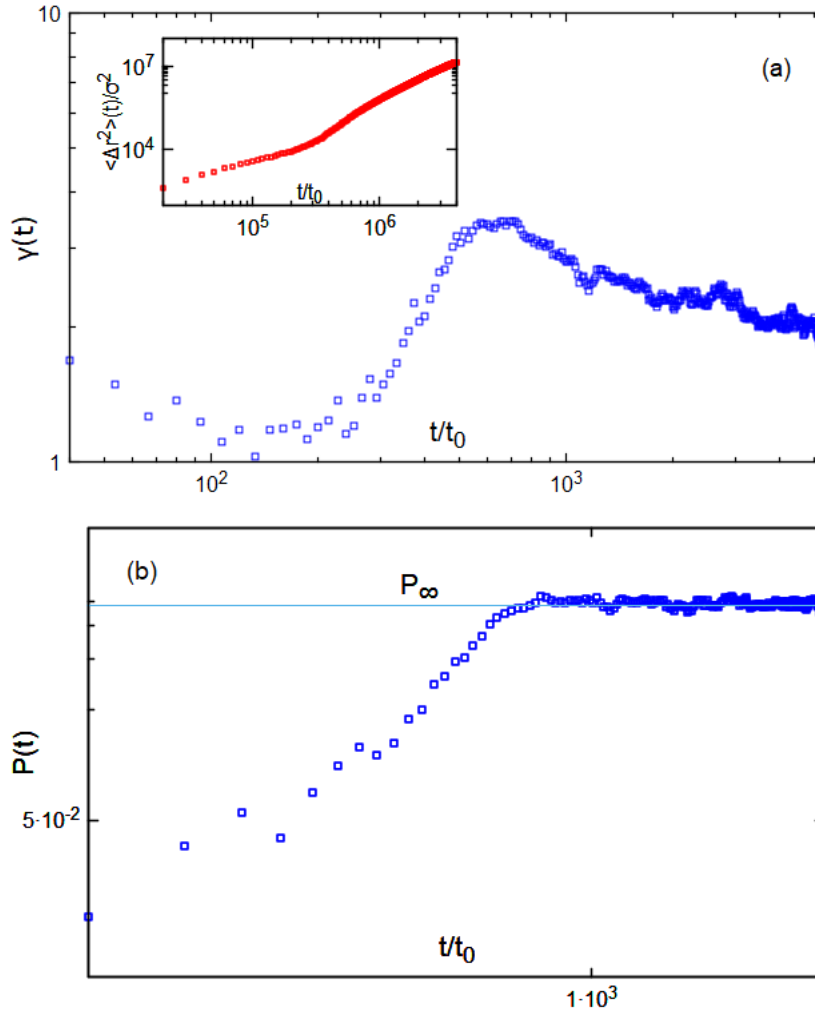 10
(a)
10⁷
<Δr²>(t)/σ²
10⁴
t/t₀
10⁵
10⁶
γ(t)
t/t₀
1
10²
10³
(b)
P∞
P(t)
5·10⁻²
t/t₀
1·10³